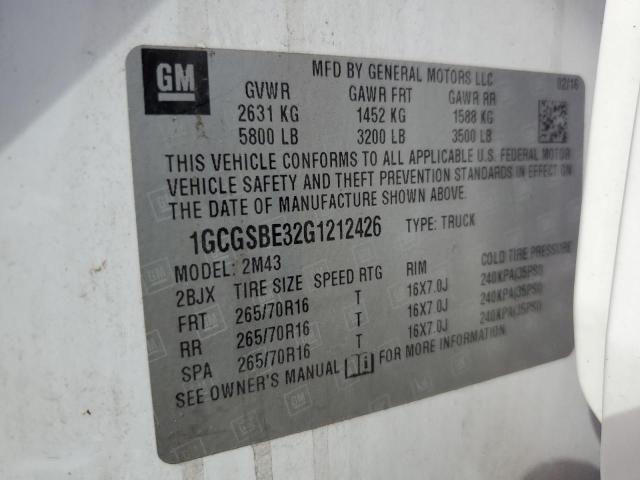 GM
MFD BY GENERAL MOTORS LLC 02/16
GVWR GAWR FRT GAWR RR
2631 KG 1452 KG 1588 KG
5800 LB 3200 LB 3500 LB
THIS VEHICLE CONFORMS TO ALL APPLICABLE U.S. FEDERAL MOTOR
VEHICLE SAFETY AND THEFT PREVENTION STANDARDS IN EFFECT ON
THE DATE OF MANUFACTURE SHOWN ABOVE.
1GCGSBE32G1212426 TYPE: TRUCK
MODEL: 2M43
2BJX TIRE SIZE SPEED RTG RIM COLD TIRE PRESSURE
FRT 265/70R16 T 16X7.0J 240KPA(35PSI)
RR 265/70R16 T 16X7.0J 240KPA(35PSI)
SPA 265/70R16 T 16X7.0J 240KPA(35PSI)
SEE OWNER'S MANUAL FOR MORE INFORMATION